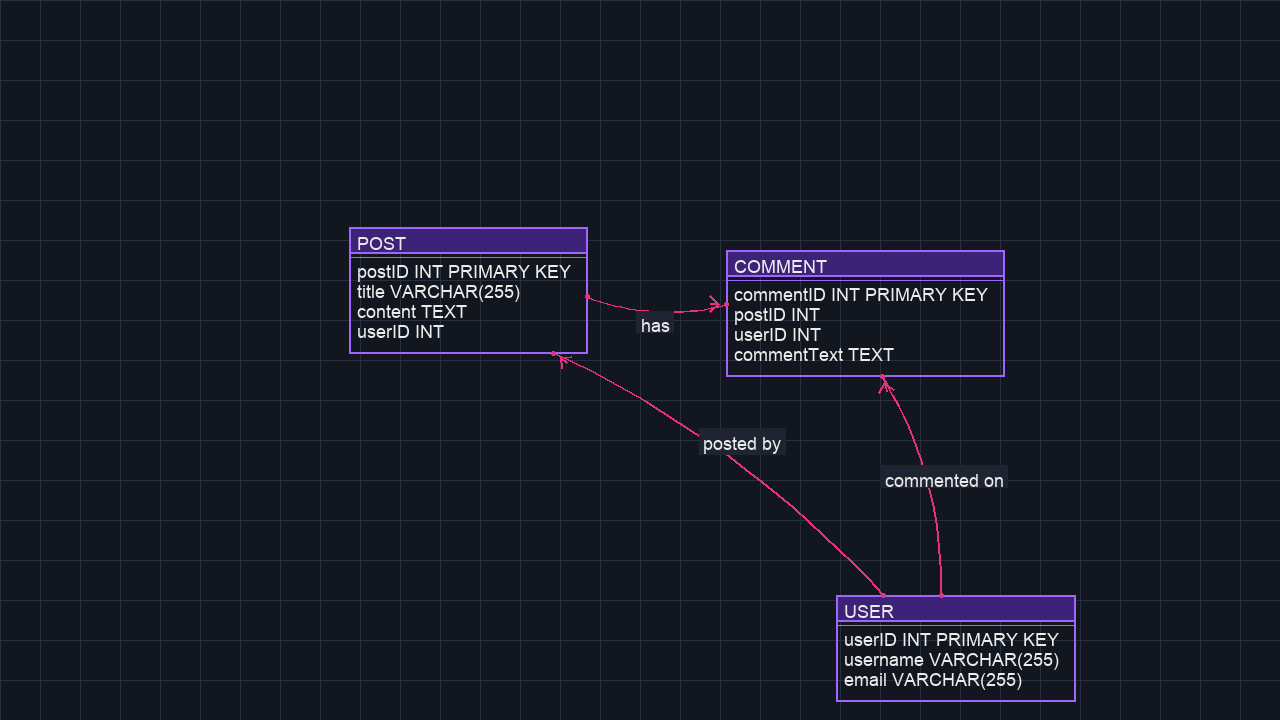 POST
postID INT PRIMARY KEY
title VARCHAR(255)
content TEXT
userID INT
has
COMMENT
commentID INT PRIMARY KEY
postID INT
userID INT
commentText TEXT
posted by
commented on
USER
userID INT PRIMARY KEY
username VARCHAR(255)
email VARCHAR(255)